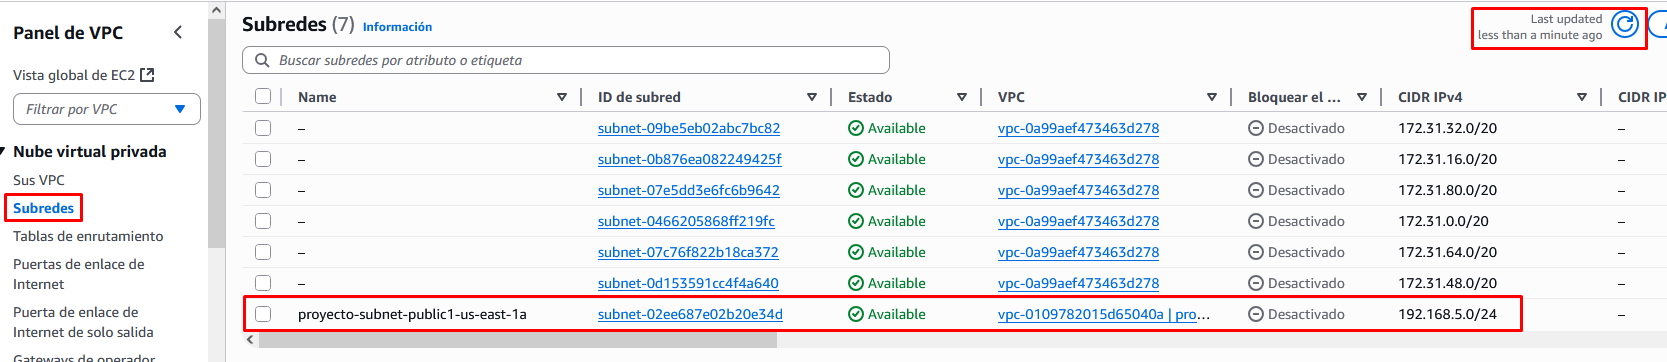 Panel de VPC
Vista global de EC2
Filtrar por VPC
Nube virtual privada
Sus VPC
Subredes
Tablas de enrutamiento
Puertas de enlace de
Internet
Puerta de enlace de
Internet de solo salida
Gateways de operador
Subredes (7) Información
Last updated
less than a minute ago
Buscar subredes por atributo o etiqueta
Name ID de subred Estado VPC Bloquear el ... CIDR IPv4 CIDR IP
– subnet-09be5eb02abc7bc82 Available vpc-0a99aef473463d278 Desactivado 172.31.32.0/20 –
– subnet-0b876ea082249425f Available vpc-0a99aef473463d278 Desactivado 172.31.16.0/20 –
– subnet-07e5dd3e6fc6b9642 Available vpc-0a99aef473463d278 Desactivado 172.31.80.0/20 –
– subnet-0466205868ff219fc Available vpc-0a99aef473463d278 Desactivado 172.31.0.0/20 –
– subnet-07c76f822b18ca372 Available vpc-0a99aef473463d278 Desactivado 172.31.64.0/20 –
– subnet-0d153591cc4f4a640 Available vpc-0a99aef473463d278 Desactivado 172.31.48.0/20 –
proyecto-subnet-public1-us-east-1a subnet-02ee687e02b20e34d Available vpc-0109782015d65040a | pro... Desactivado 192.168.5.0/24 –